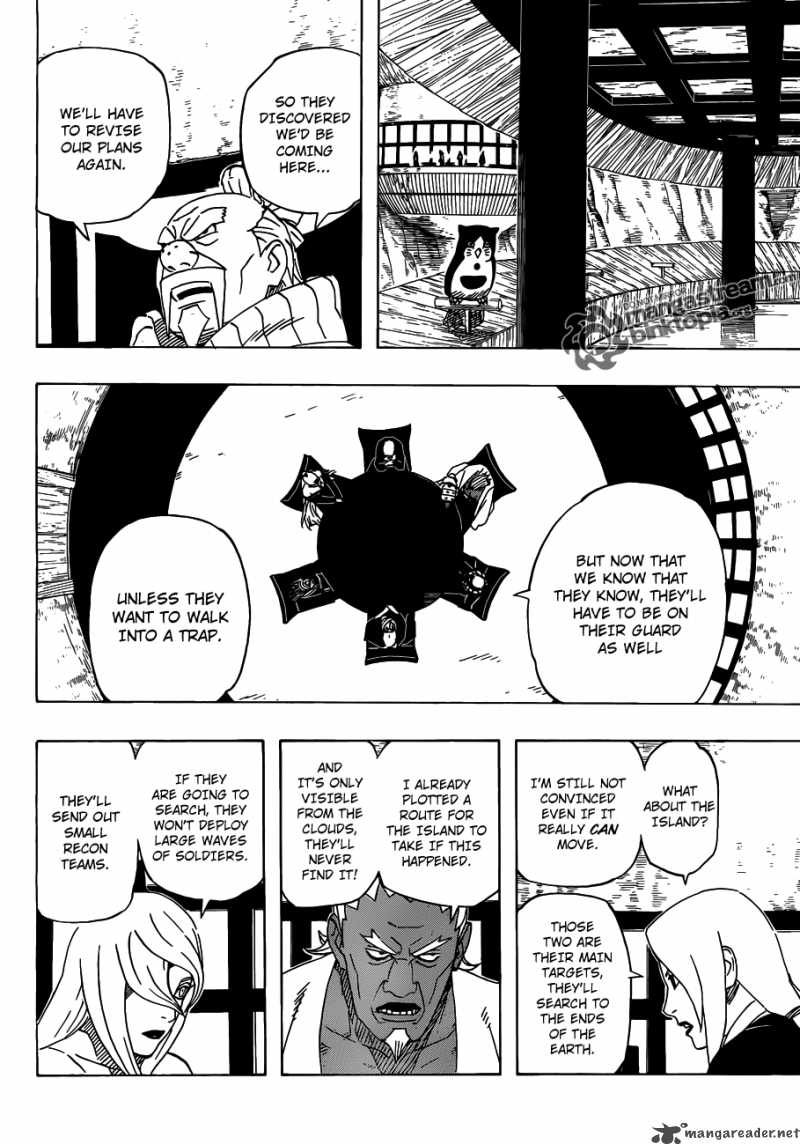 SO THEY
DISCOVERED
WE'D BE
COMING
HERE...
WE'LL HAVE
TO REVISE
OUR PLANS
AGAIN.
mangastream.
binktopia.
BUT NOW THAT
WE KNOW THAT
THEY KNOW, THEY'LL
HAVE TO BE ON
THEIR GUARD
AS WELL
UNLESS THEY
WANT TO WALK
INTO A TRAP.
WHAT
ABOUT THE
ISLAND?
I'M STILL NOT
CONVINCED
EVEN IF IT
REALLY CAN
MOVE.
THOSE
TWO ARE
THEIR MAIN
TARGETS,
THEY'LL
SEARCH TO
THE ENDS
OF THE
EARTH.
I ALREADY
PLOTTED A
ROUTE FOR
THE ISLAND TO
TAKE IF THIS
HAPPENED.
AND
IT'S ONLY
VISIBLE
FROM THE
CLOUDS,
THEY'LL
NEVER
FIND IT!
IF THEY
ARE GOING TO
SEARCH, THEY
WON'T DEPLOY
LARGE WAVES
OF SOLDIERS.
THEY'LL
SEND OUT
SMALL
RECON
TEAMS.
mangareader.net